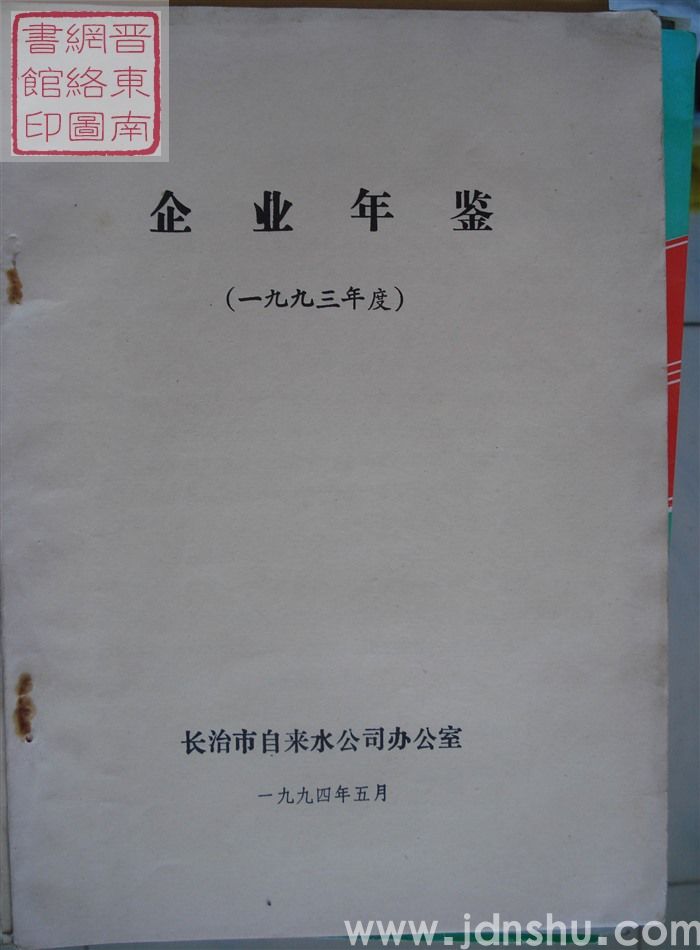 晋東南
網絡圖
書館印
企业年鉴
(一九九三年度)
长治市自来水公司办公室
一九九四年五月
www.jdnshu.com